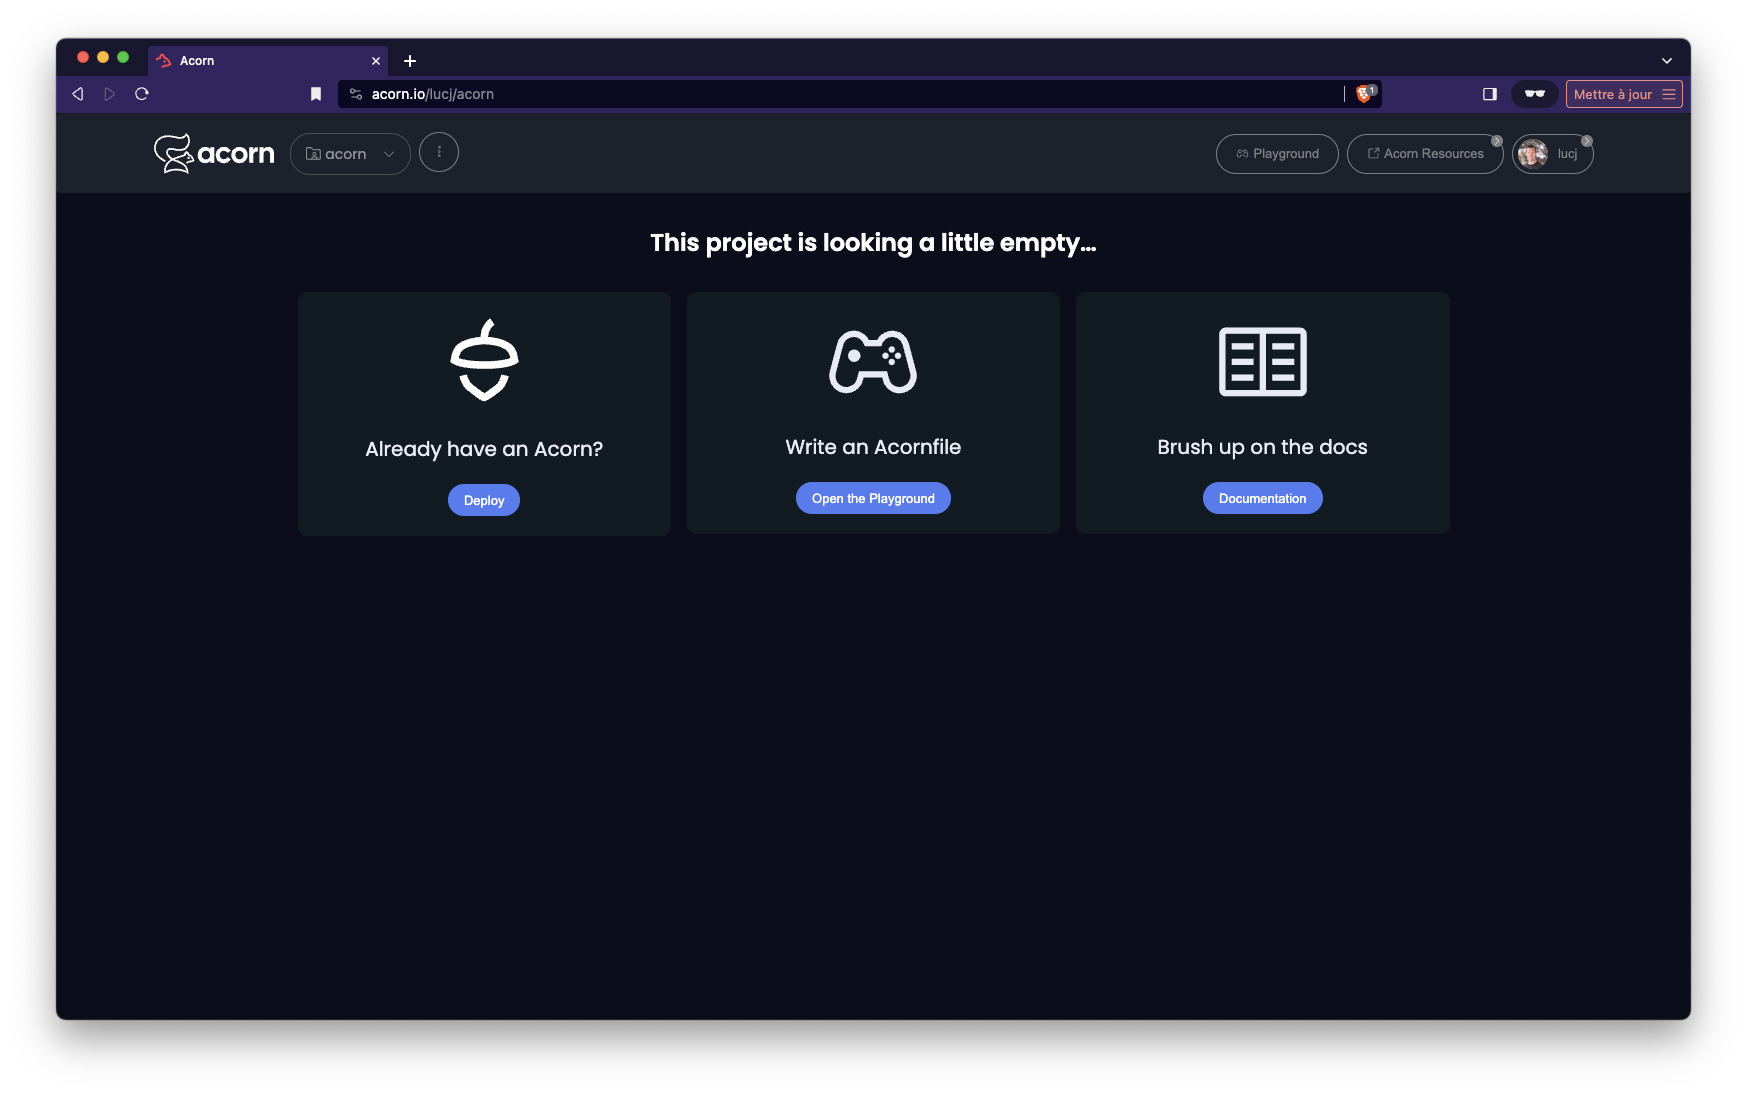 Acorn
acorn.io/lucj/acorn
1
Mettre à jour
acorn
acorn
Playground
Acorn Resources
lucj
This project is looking a little empty...
Already have an Acorn?
Deploy
Write an Acornfile
Open the Playground
Brush up on the docs
Documentation